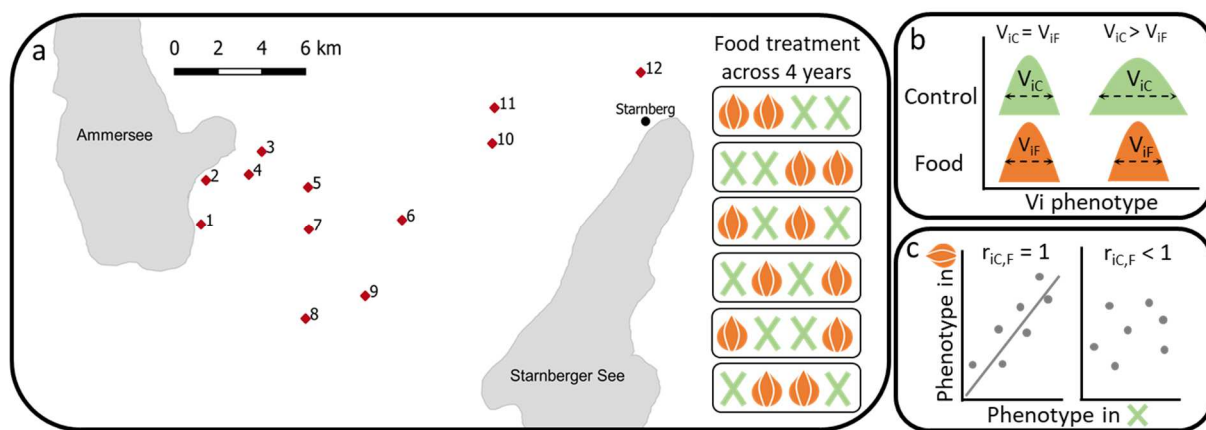 a
0 2 4 6 km
Ammersee
1
2
3
4
5
6
7
8
9
10
11
12
Starnberg
Starnberger See
Food treatment
across 4 years
b
ViC = ViF ViC > ViF
Control
ViC ViC
Food
ViF ViF
Vi phenotype
c
riC,F = 1 riC,F < 1
Phenotype in
Phenotype in